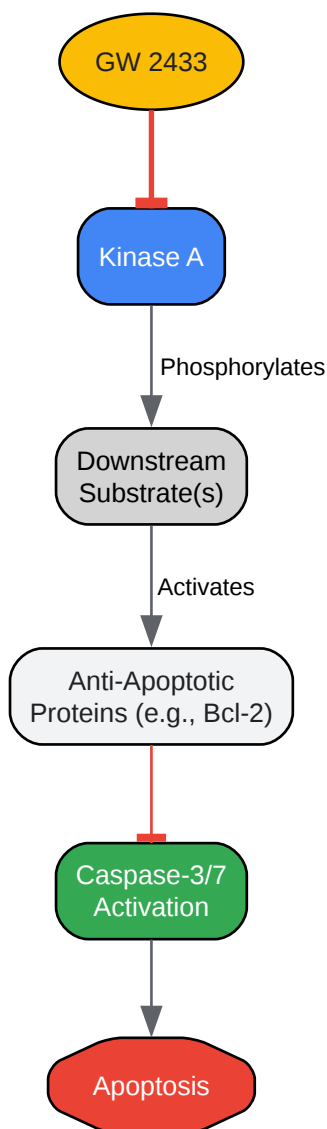 GW 2433
Kinase A
Phosphorylates
Downstream
Substrate(s)
Activates
Anti-Apoptotic
Proteins (e.g., Bcl-2)
Caspase-3/7
Activation
Apoptosis